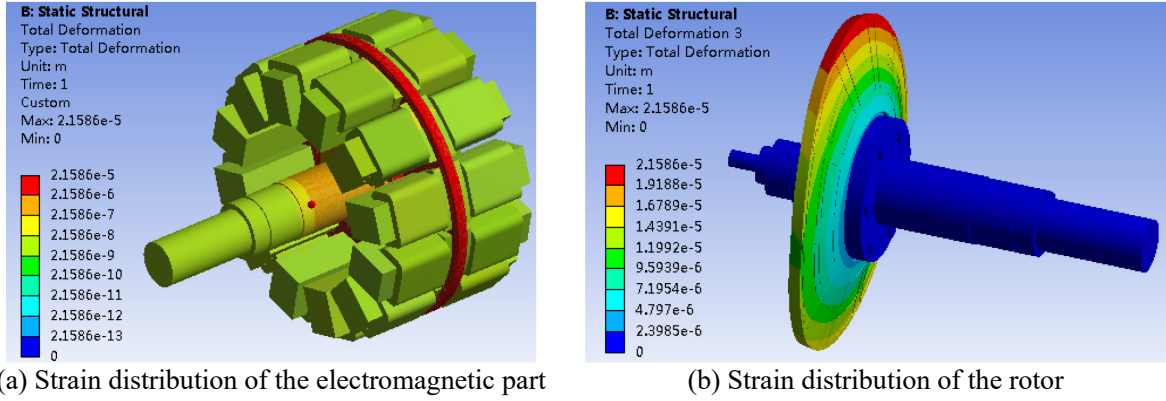 B: Static Structural
Total Deformation
Type: Total Deformation
Unit: m
Time: 1
Custom
Max: 2.1586e-5
Min: 0
2.1586e-5
2.1586e-6
2.1586e-7
2.1586e-8
2.1586e-9
2.1586e-10
2.1586e-11
2.1586e-12
2.1586e-13
0
B: Static Structural
Total Deformation 3
Type: Total Deformation
Unit: m
Time: 1
Max: 2.1586e-5
Min: 0
2.1586e-5
1.9188e-5
1.6789e-5
1.4391e-5
1.1992e-5
9.5939e-6
7.1954e-6
4.797e-6
2.3985e-6
0
(a) Strain distribution of the electromagnetic part
(b) Strain distribution of the rotor